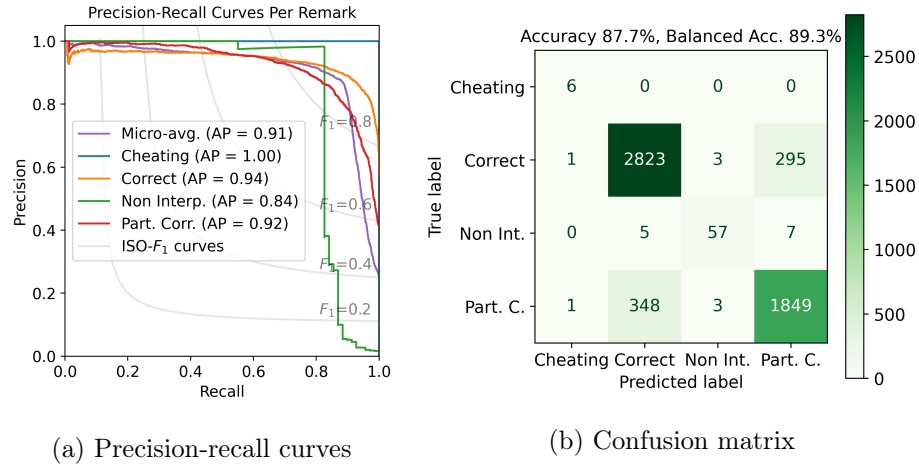 Precision-Recall Curves Per Remark
1.0
0.8
0.6
0.4
0.2
0.0
Precision
0.0 0.2 0.4 0.6 0.8 1.0
Recall
Micro-avg. (AP = 0.91)
Cheating (AP = 1.00)
Correct (AP = 0.94)
Non Interp. (AP = 0.84)
Part. Corr. (AP = 0.92)
ISO-F1 curves
F1=0.8
F1=0.6
F1=0.4
F1=0.2
(a) Precision-recall curves
Accuracy 87.7%, Balanced Acc. 89.3%
True label
Cheating 6 0 0 0
Correct 1 2823 3 295
Non Int. 0 5 57 7
Part. C. 1 348 3 1849
Cheating Correct Non Int. Part. C.
Predicted label
2500
2000
1500
1000
500
0
(b) Confusion matrix